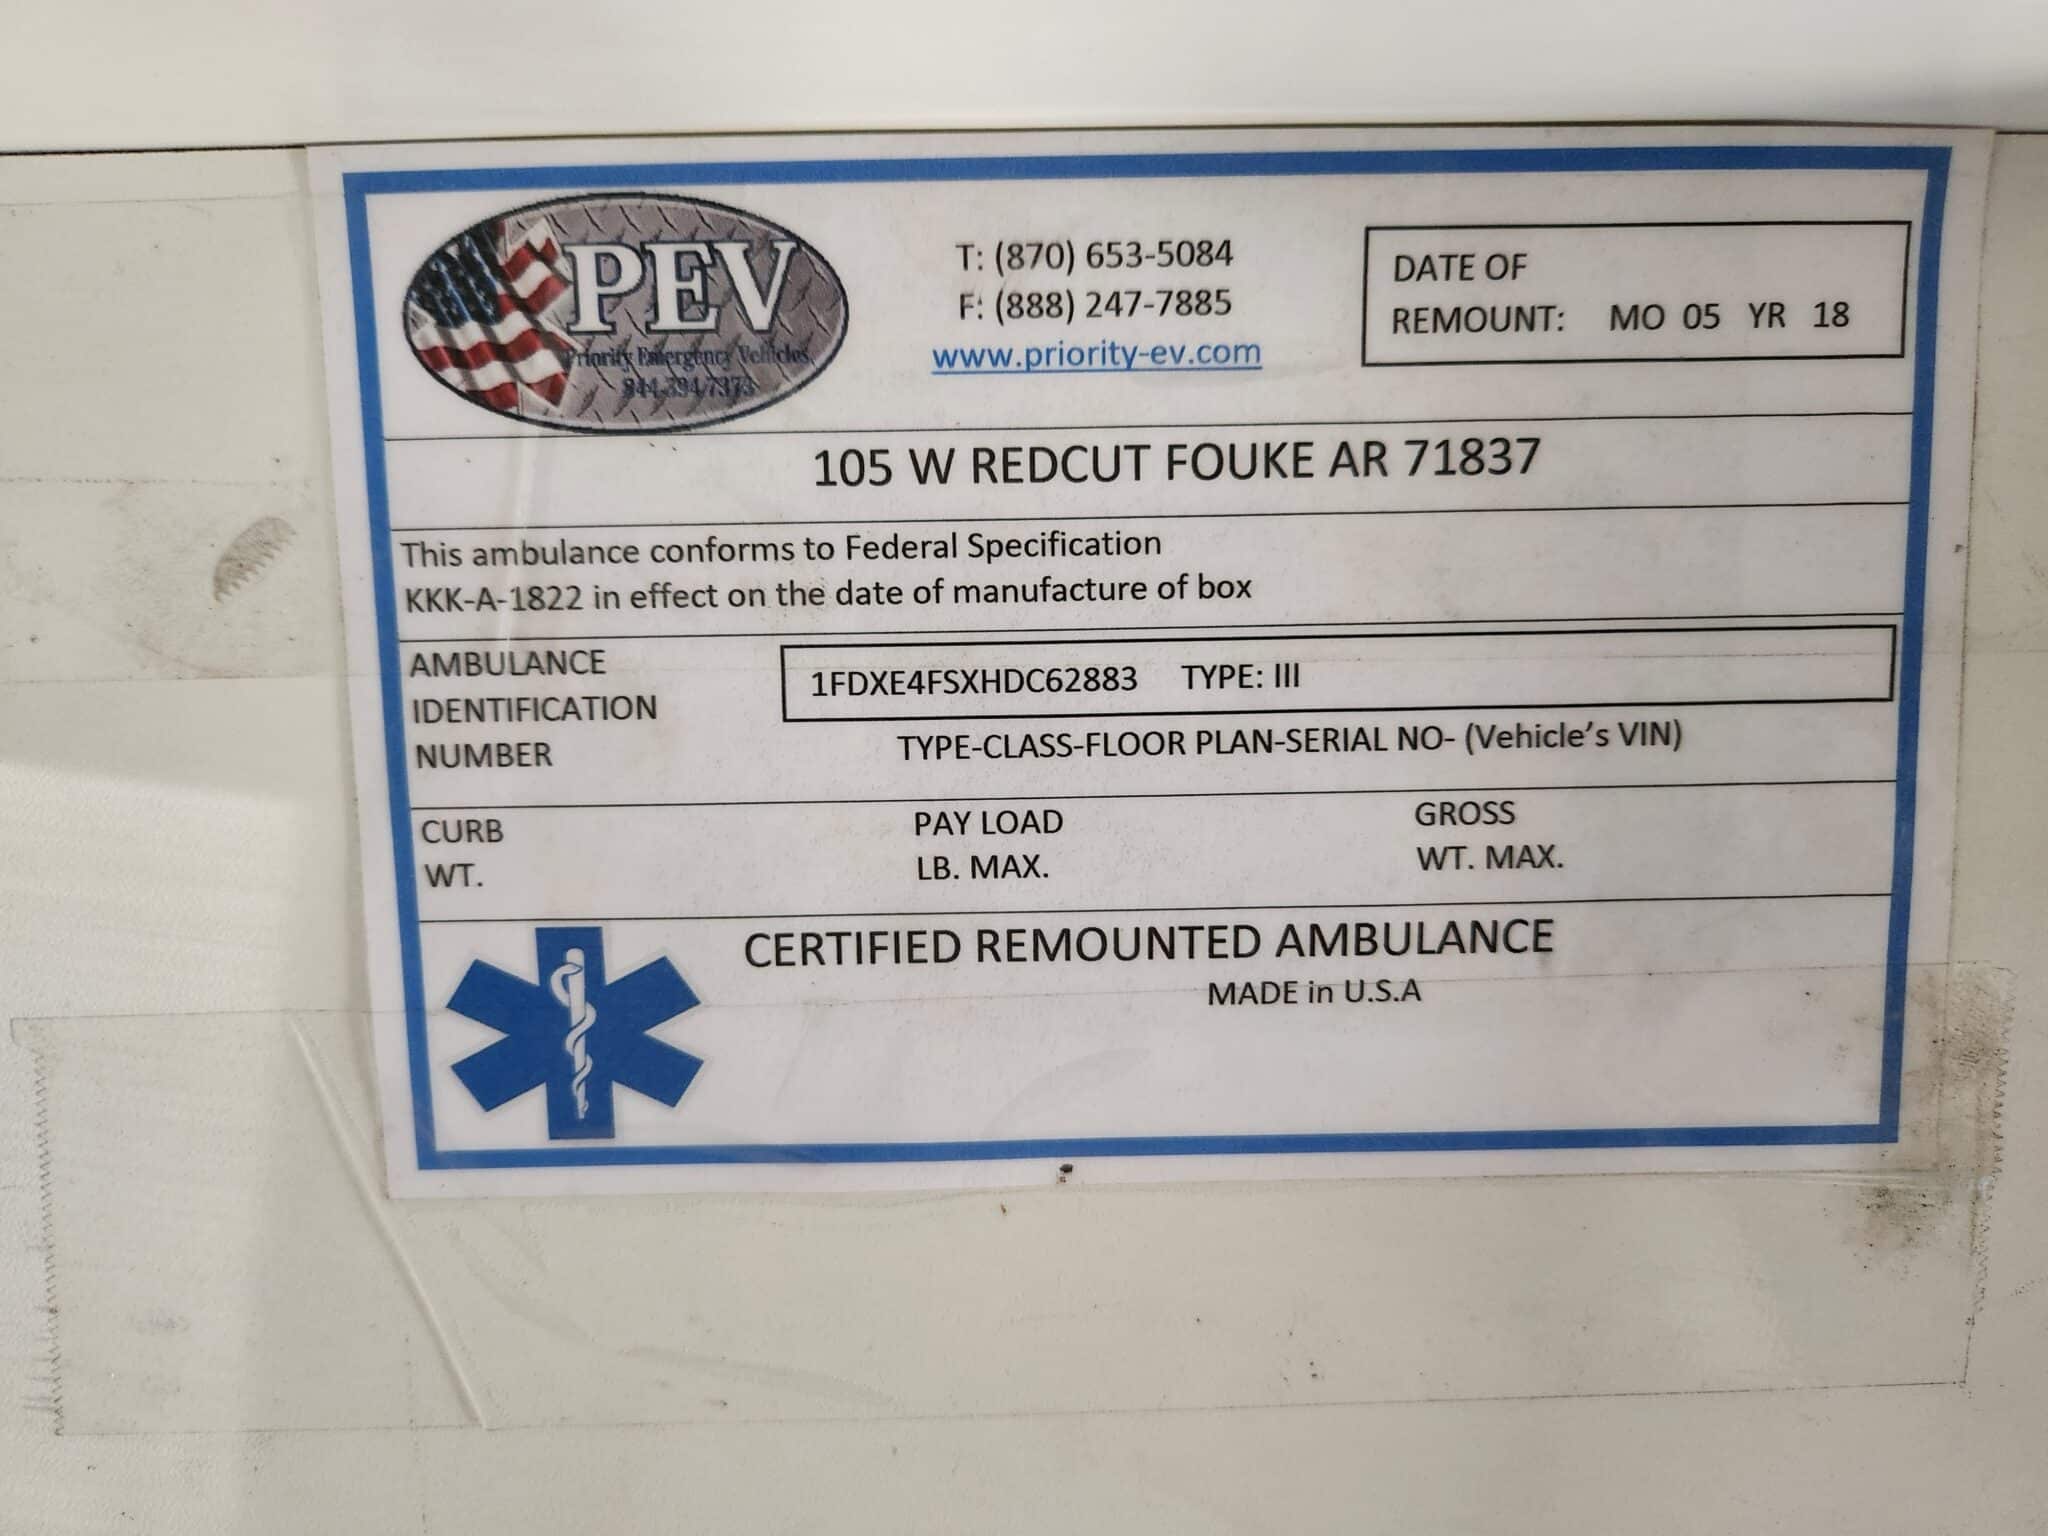 PEV
Priority Emergency Vehicles
844.394.7373
T: (870) 653-5084
F: (888) 247-7885
www.priority-ev.com
DATE OF
REMOUNT: MO 05 YR 18
105 W REDCUT FOUKE AR 71837
This ambulance conforms to Federal Specification
KKK-A-1822 in effect on the date of manufacture of box
AMBULANCE
IDENTIFICATION
NUMBER
1FDXE4FSXHDC62883 TYPE: III
TYPE-CLASS-FLOOR PLAN-SERIAL NO- (Vehicle's VIN)
CURB
WT.
PAY LOAD
LB. MAX.
GROSS
WT. MAX.
CERTIFIED REMOUNTED AMBULANCE
MADE in U.S.A